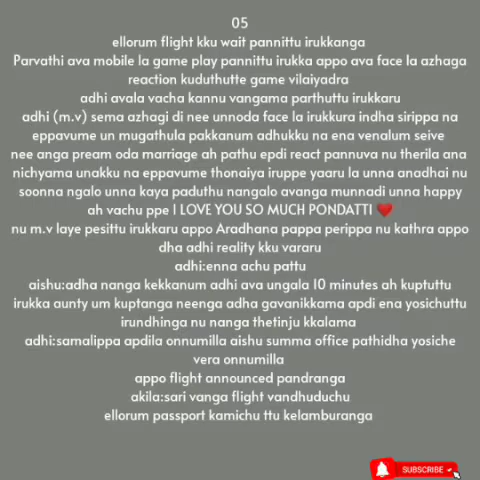 05
ellorum flight kku wait pannittu irukkanga
Parvathi ava mobile la game play pannittu irukka appo ava face la azhaga
reaction kuduthutte game vilaiyadra
adhi avala vacha kannu vangama parthuttu irukkaru
adhi (m.v) sema azhagi di nee unnoda face la irukkura indha sirippa na
eppavume un mugathula pakkanum adhukku na ena venalum seive
nee anga pream oda marriage ah pathu epdi react pannuva nu therila ana
nichyama unakku na eppavume thonaiya iruppe yaaru la unna anadhai nu
soonna ngalo unna kaya paduthu nangalo avanga munnadi unna happy
ah vachu ppe I LOVE YOU SO MUCH PONDATTI ❤️
nu m.v laye pesittu irukkaru appo Aradhana pappa perippa nu kathra appo
dha adhi reality kku vararu
adhi:enna achu pattu
aishu:adha nanga kekkanum adhi ava ungala 10 minutes ah kuptuttu
irukka aunty um kuptanga neenga adha gavanikkama apdi ena yosichuttu
irundhinga nu nanga thetinju kkalama
adhi:samalippa apdila onnumilla aishu summa office pathidha yosiche
vera onnumilla
appo flight announced pandranga
akila:sari vanga flight vandhuduchu
ellorum passport kamichu ttu kelamburanga
SUBSCRIBE